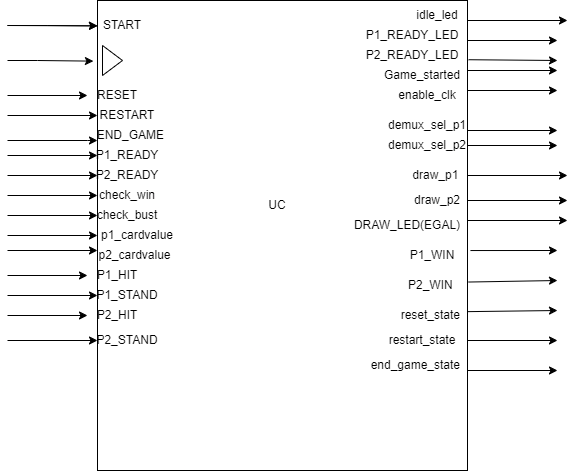 START
RESET
RESTART
END_GAME
P1_READY
P2_READY
check_win
check_bust
p1_cardvalue
p2_cardvalue
P1_HIT
P1_STAND
P2_HIT
P2_STAND
UC
idle_led
P1_READY_LED
P2_READY_LED
Game_started
enable_clk
demux_sel_p1
demux_sel_p2
draw_p1
draw_p2
DRAW_LED(EGAL)
P1_WIN
P2_WIN
reset_state
restart_state
end_game_state